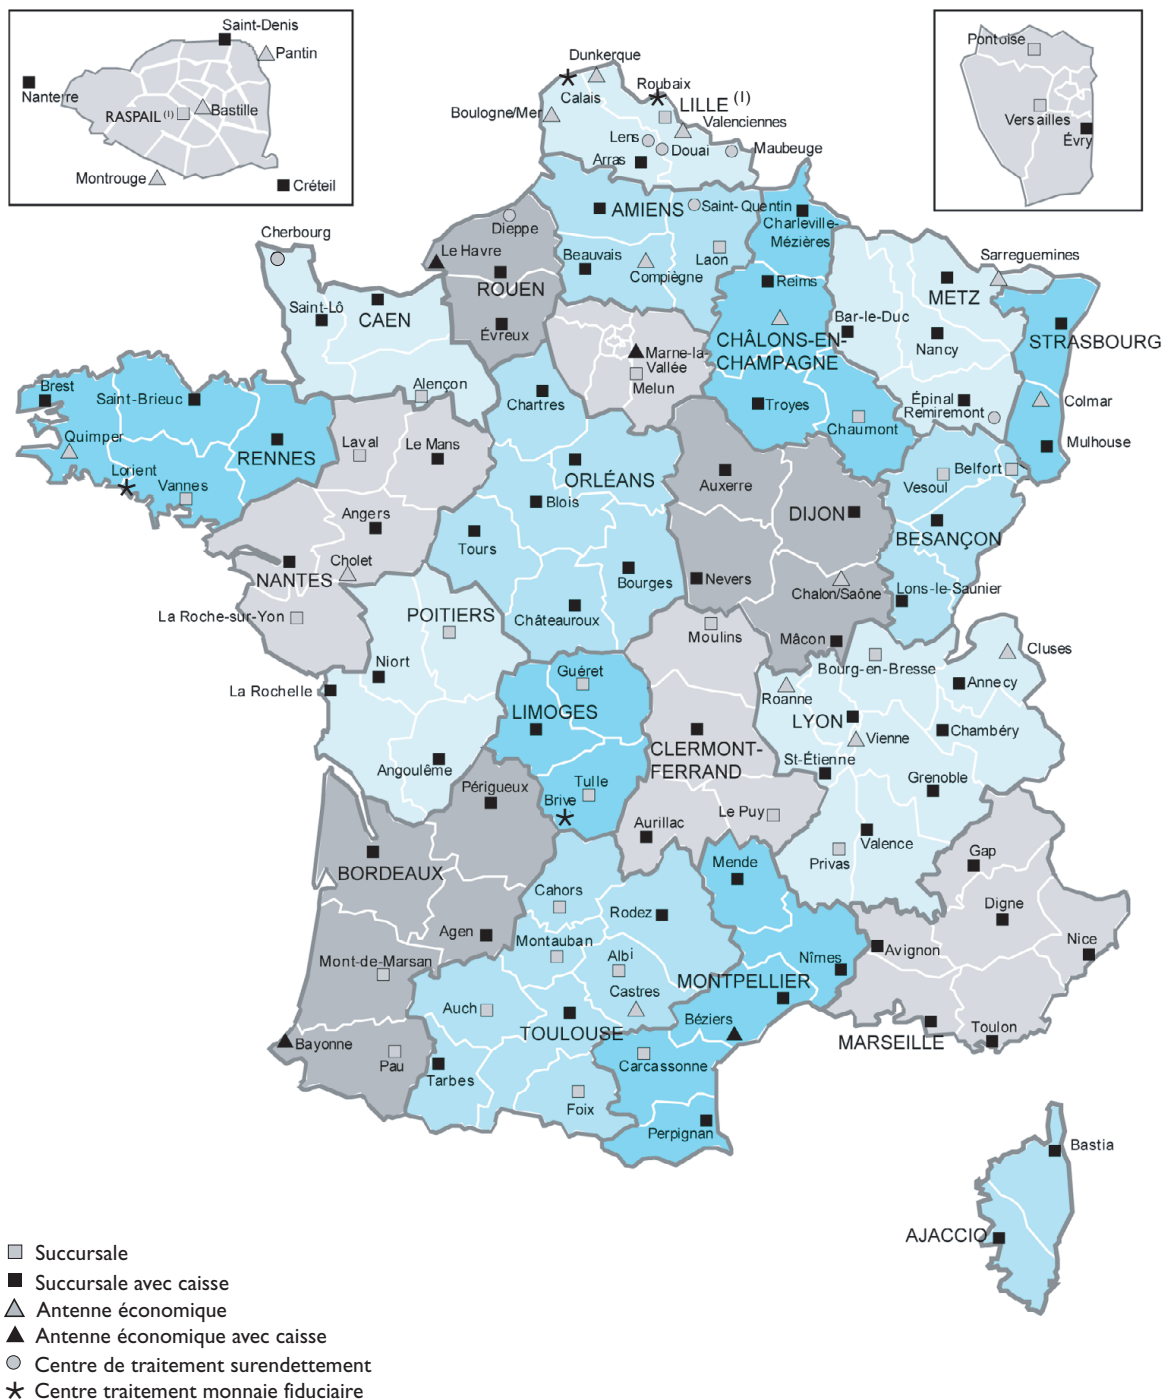 Saint-Denis
Pantin
Nanterre
RASPAIL (1)
Bastille
Montrouge
Créteil
Pontoise
Versailles
Évry
Dunkerque
Calais
Roubaix
LILLE (1)
Boulogne/Mer
Valenciennes
Lens
Douai
Maubeuge
Arras
AMIENS
Saint-Quentin
Charleville-
Mézières
Dieppe
Cherbourg
Le Havre
Beauvais
Laon
Compiègne
Sarreguemines
ROUEN
Reims
METZ
Saint-Lô
CAEN
Évreux
Bar-le-Duc
STRASBOURG
Marne-la-
Vallée
Melun
CHÂLONS-EN-
CHAMPAGNE
Nancy
Brest
Saint-Brieuc
Alençon
Chartres
Troyes
Épinal
Remiremont
Colmar
Chaumont
Quimper
RENNES
Laval
Le Mans
Mulhouse
Lorient
Vannes
ORLÉANS
Auxerre
Vesoul
Belfort
Blois
Angers
DIJON
BESANÇON
Tours
Cholet
NANTES
Bourges
Nevers
Chalon/Saône
Lons-le-Saunier
La Roche-sur-Yon
POITIERS
Châteauroux
Moulins
Mâcon
Bourg-en-Bresse
Cluses
Niort
Guéret
La Rochelle
Roanne
Annecy
LIMOGES
LYON
Vienne
Chambéry
CLERMONT-
FERRAND
St-Étienne
Angoulême
Périgueux
Tulle
Grenoble
Brive
Le Puy
Aurillac
Valence
Privas
Gap
BORDEAUX
Mende
Cahors
Rodez
Digne
Agen
Montauban
Albi
Nîmes
Avignon
Nice
Mont-de-Marsan
Castres
MONTPELLIER
Auch
TOULOUSE
Béziers
MARSEILLE
Toulon
Bayonne
Pau
Tarbes
Carcassonne
Foix
Perpignan
Bastia
AJACCIO
Succursale
Succursale avec caisse
Antenne économique
Antenne économique avec caisse
Centre de traitement surendettement
Centre traitement monnaie fiduciaire